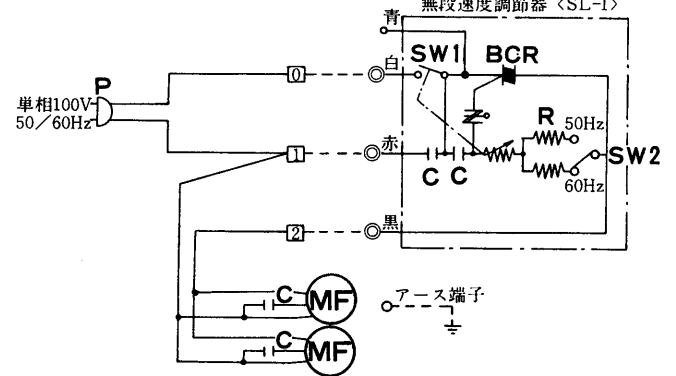 無段速度調節器〈SL-1〉
青
白
SW1
BCR
P
0
単相100V
50/60Hz
R
50Hz
赤
1
C
C
SW2
60Hz
黒
2
C
MF
アース端子
C
MF